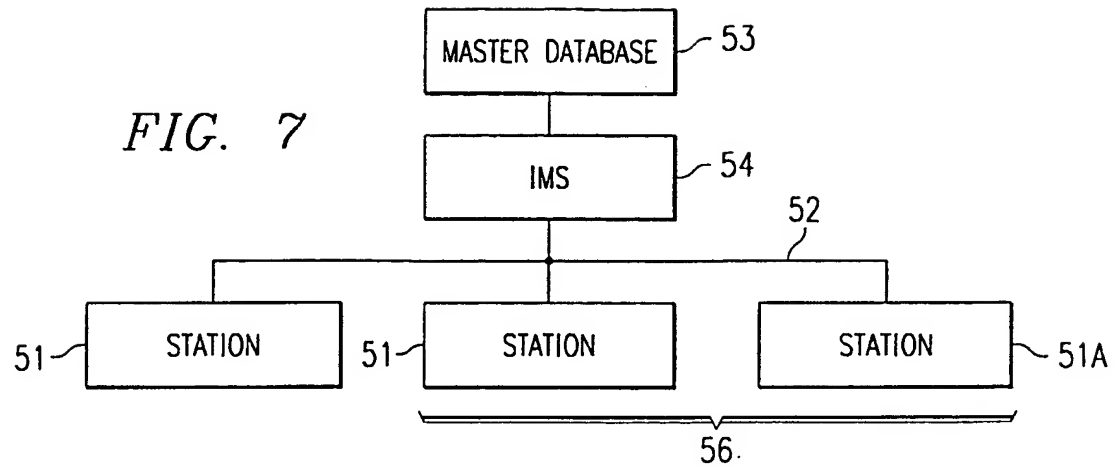 MASTER DATABASE
53
FIG. 7
IMS
54
52
51
STATION
51
STATION
STATION
51A
56.